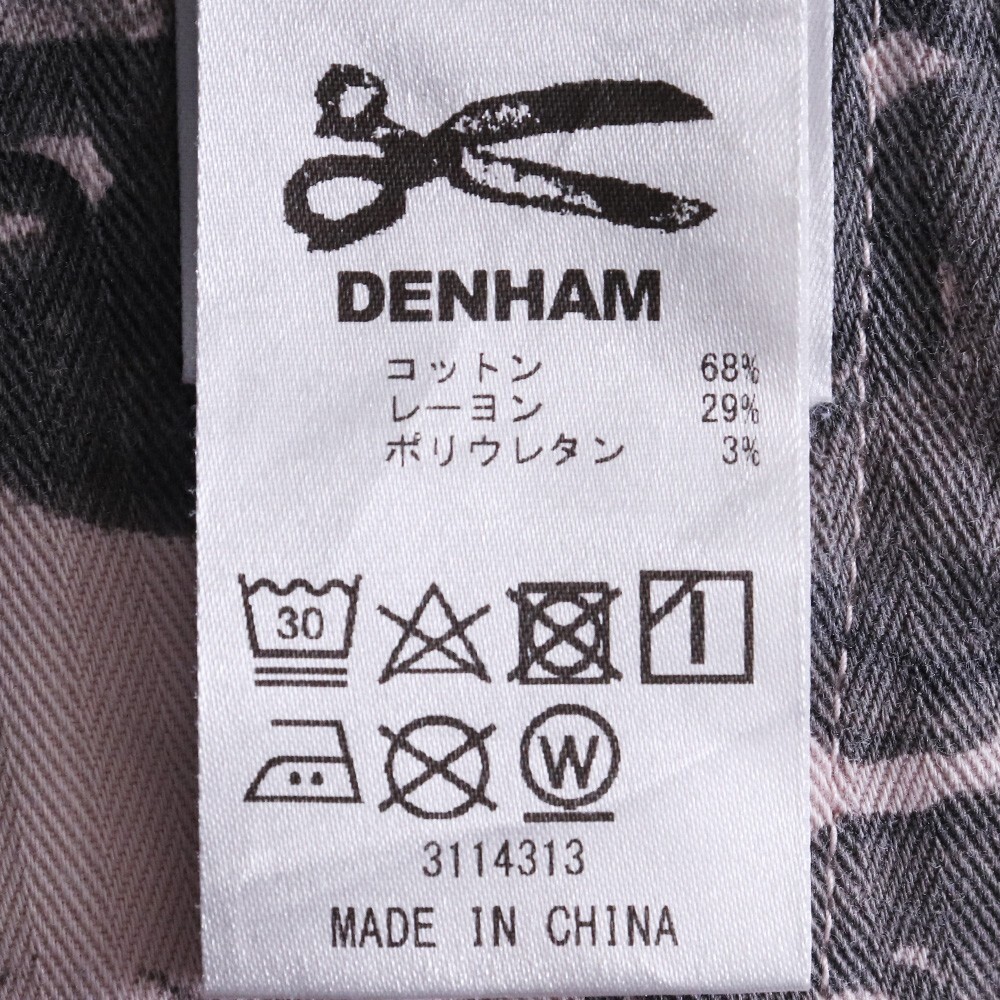 DENHAM
コットン 68%
レーヨン 29%
ポリウレタン 3%
30
W
3114313
MADE IN CHINA